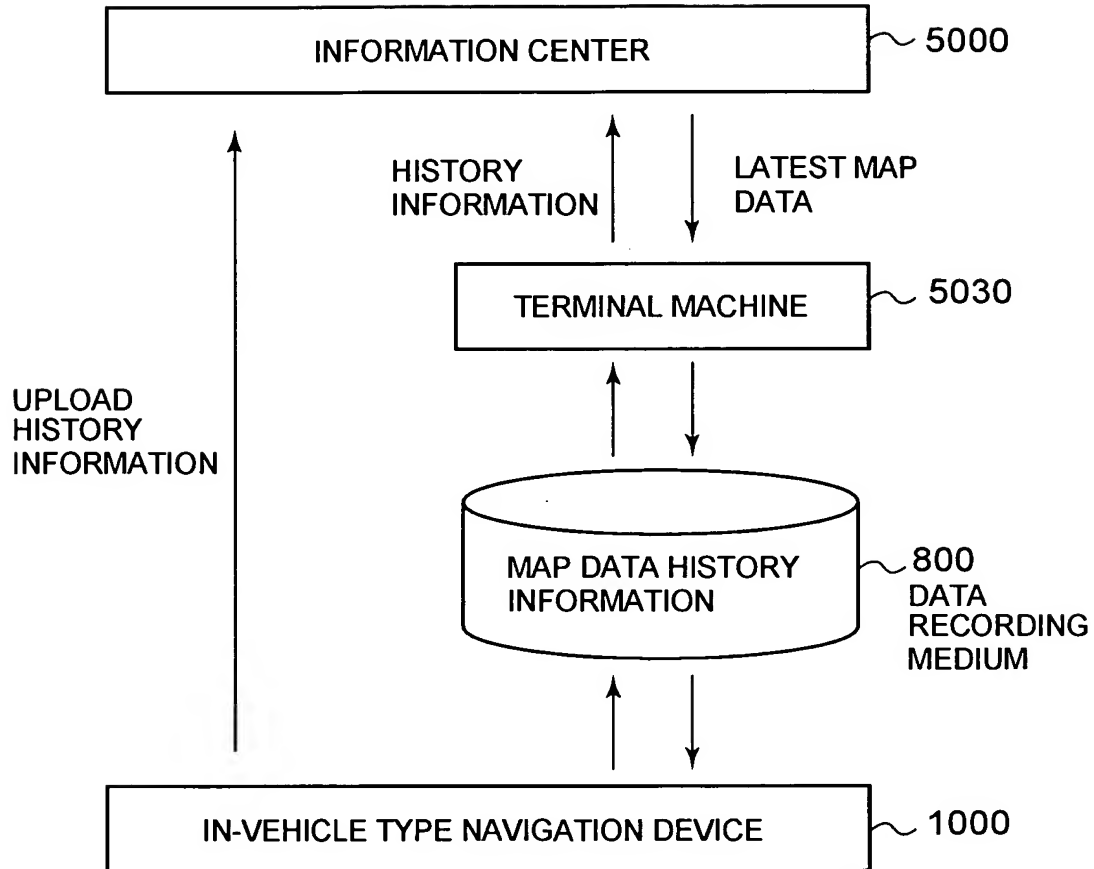 INFORMATION CENTER
5000
HISTORY
INFORMATION
LATEST MAP
DATA
TERMINAL MACHINE
5030
UPLOAD
HISTORY
INFORMATION
MAP DATA HISTORY
INFORMATION
800
DATA
RECORDING
MEDIUM
IN-VEHICLE TYPE NAVIGATION DEVICE
1000